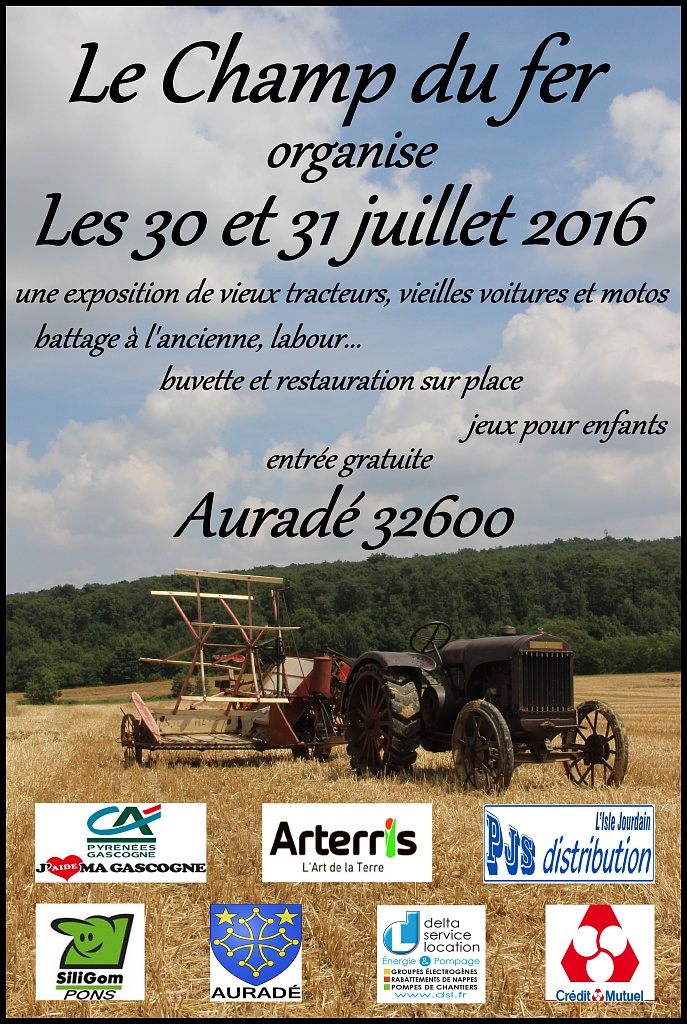 Le Champ du fer
organise
Les 30 et 31 juillet 2016
une exposition de vieux tracteurs, vieilles voitures et motos
battage à l'ancienne, labour...
buvette et restauration sur place
jeux pour enfants
entrée gratuite
Auradé 32600
CA
PYRÉNÉES
GASCOGNE
J'AIDE MA GASCOGNE
Arterris
L'Art de la Terre
L'Isle Jourdain
PJS distribution
SiliGom
PONS
AURADÉ
delta
service
location
Énergie & Pompage
GROUPES ÉLECTROGÈNES
RABATTEMENTS DE NAPPES
POMPES DE CHANTIERS
www.dsl.fr
Crédit Mutuel